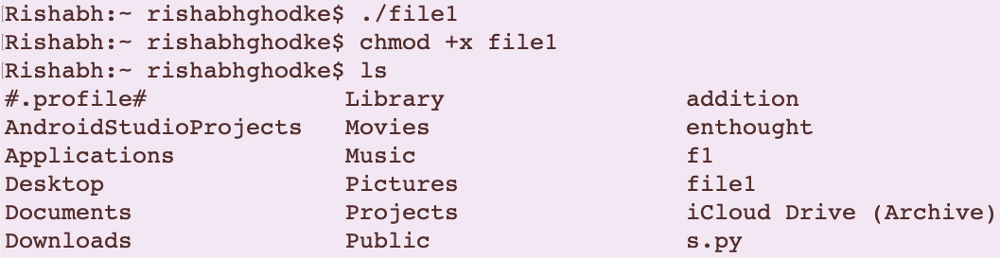 Rishabh:~ rishabhghodke$ ./file1
Rishabh:~ rishabhghodke$ chmod +x file1
Rishabh:~ rishabhghodke$ ls
#.profile# Library addition
AndroidStudioProjects Movies enthought
Applications Music f1
Desktop Pictures file1
Documents Projects iCloud Drive (Archive)
Downloads Public s.py